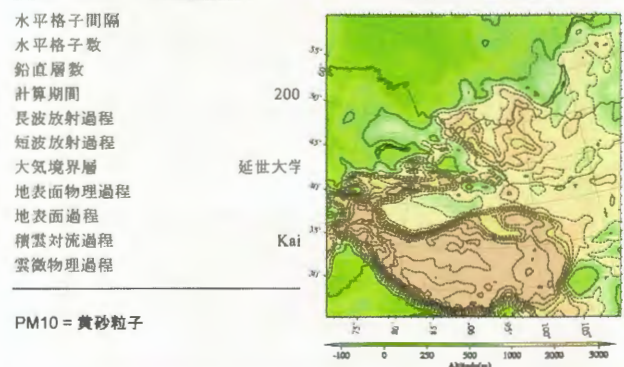 水平格子間隔
水平格子数
鉛直層数
計算期間 200
長波放射過程
短波放射過程
大気境界層 延世大学
地表面物理過程
地表面過程
積雲対流過程 Kai
雲微物理過程
PM10 = 黄砂粒子
-100 0 250 500 1000 2000 3000
Altitude(m)